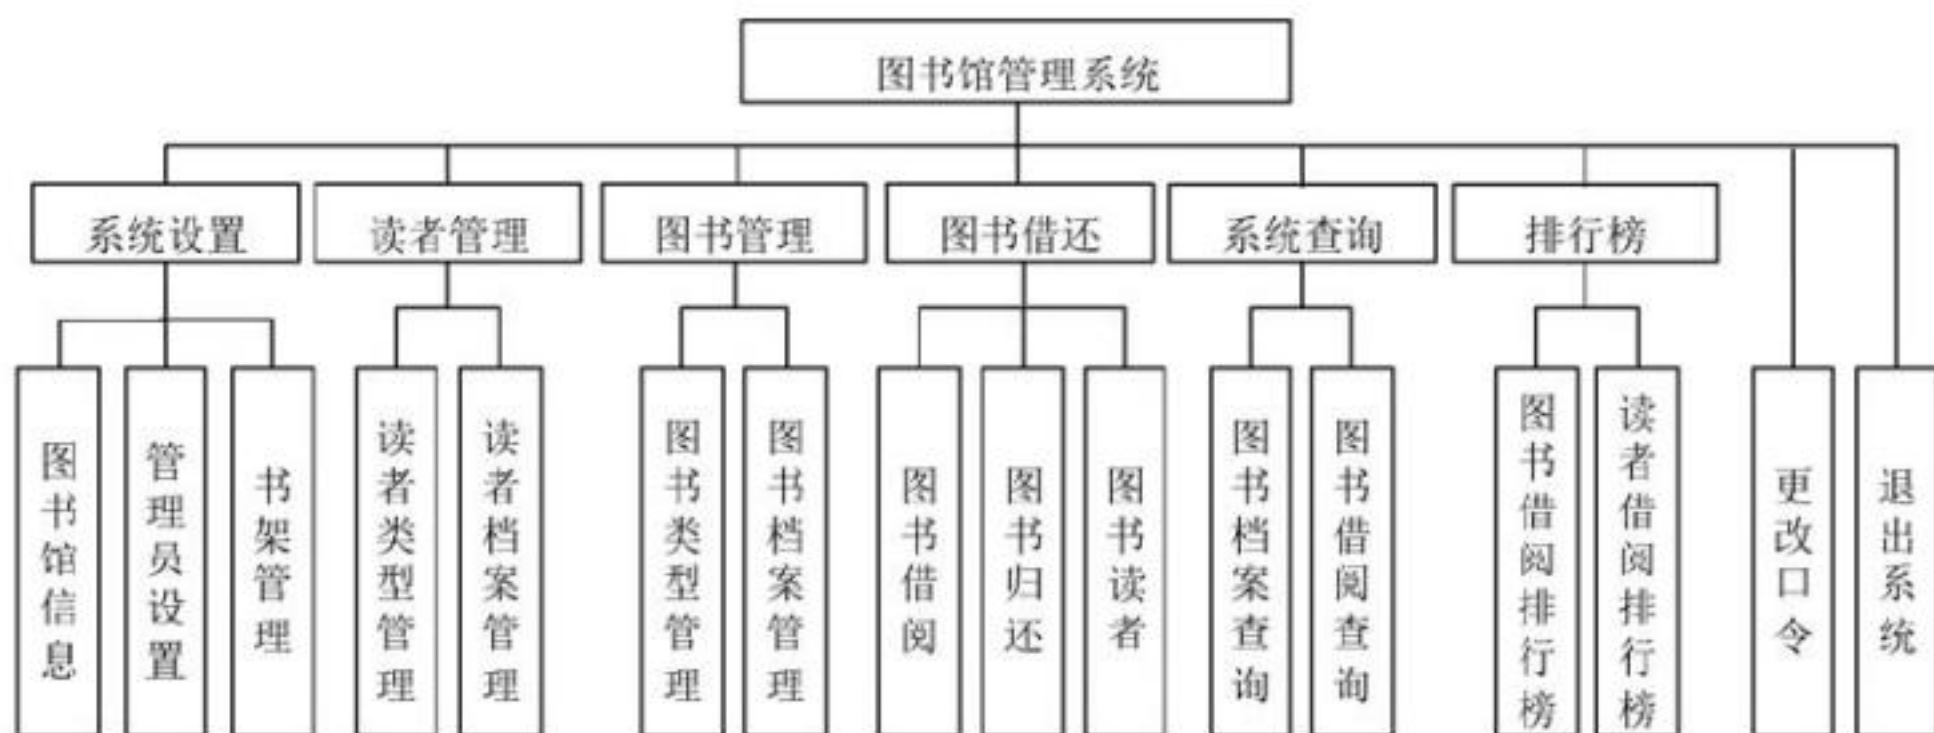 图书馆管理系统
系统设置
读者管理
图书管理
图书借还
系统查询
排行榜
图书馆信息
管理员设置
书架管理
读者类型管理
读者档案管理
图书类型管理
图书档案管理
图书借阅
图书归还
图书读者
图书档案查询
图书借阅查询
图书借阅排行榜
读者借阅排行榜
更改口令
退出系统